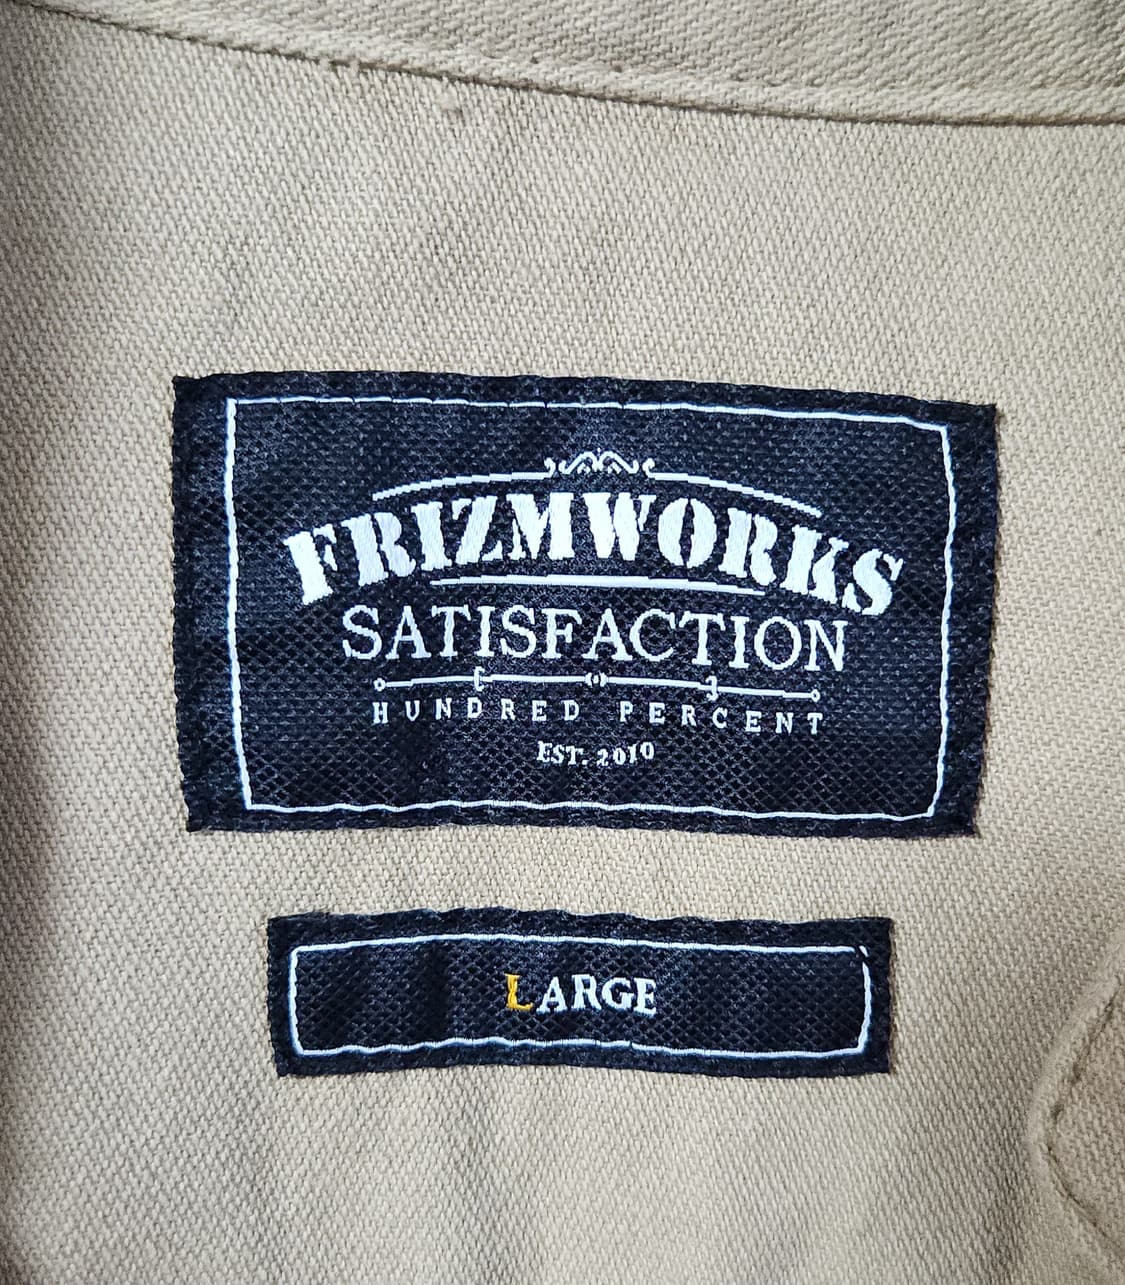 FRIZMWORKS
SATISFACTION
HUNDRED PERCENT
EST. 2010
LARGE